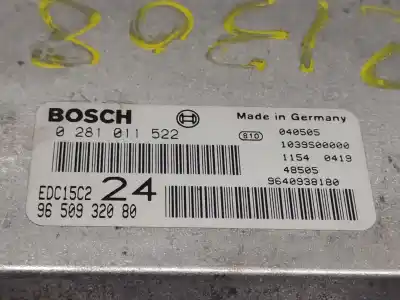 BOSCH
Made in Germany
0 281 011 522
810
040505
1039S00000
1154 0419
48505
9640938180
EDC15C2
24
96 509 320 80